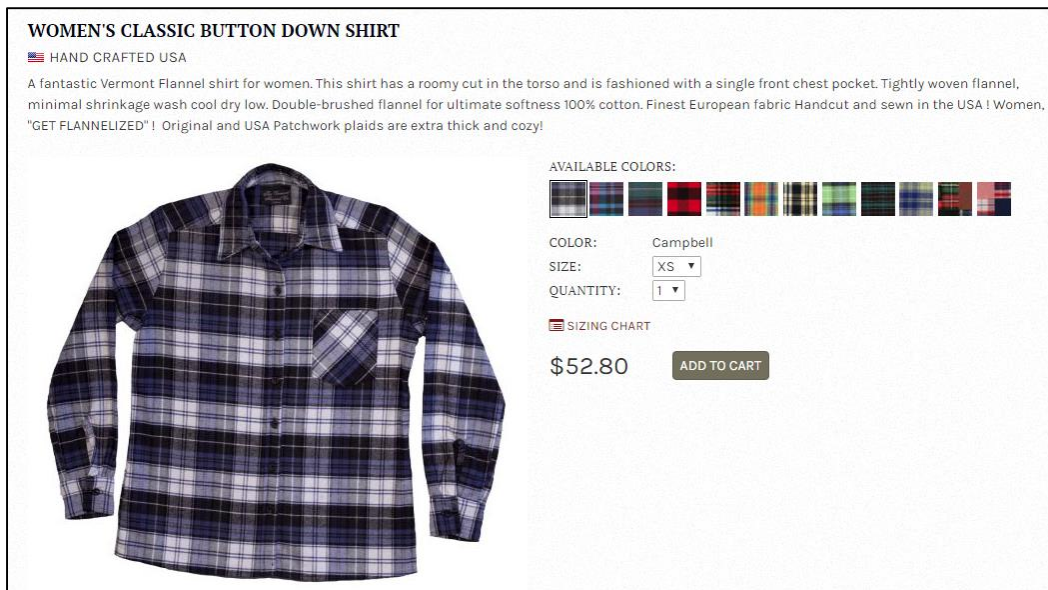 WOMEN'S CLASSIC BUTTON DOWN SHIRT
HAND CRAFTED USA
A fantastic Vermont Flannel shirt for women. This shirt has a roomy cut in the torso and is fashioned with a single front chest pocket. Tightly woven flannel,
minimal shrinkage wash cool dry low. Double-brushed flannel for ultimate softness 100% cotton. Finest European fabric Handcut and sewn in the USA ! Women,
"GET FLANNELIZED" ! Original and USA Patchwork plaids are extra thick and cozy!
AVAILABLE COLORS:
COLOR: Campbell
SIZE: XS
QUANTITY: 1
SIZING CHART
$52.80 ADD TO CART